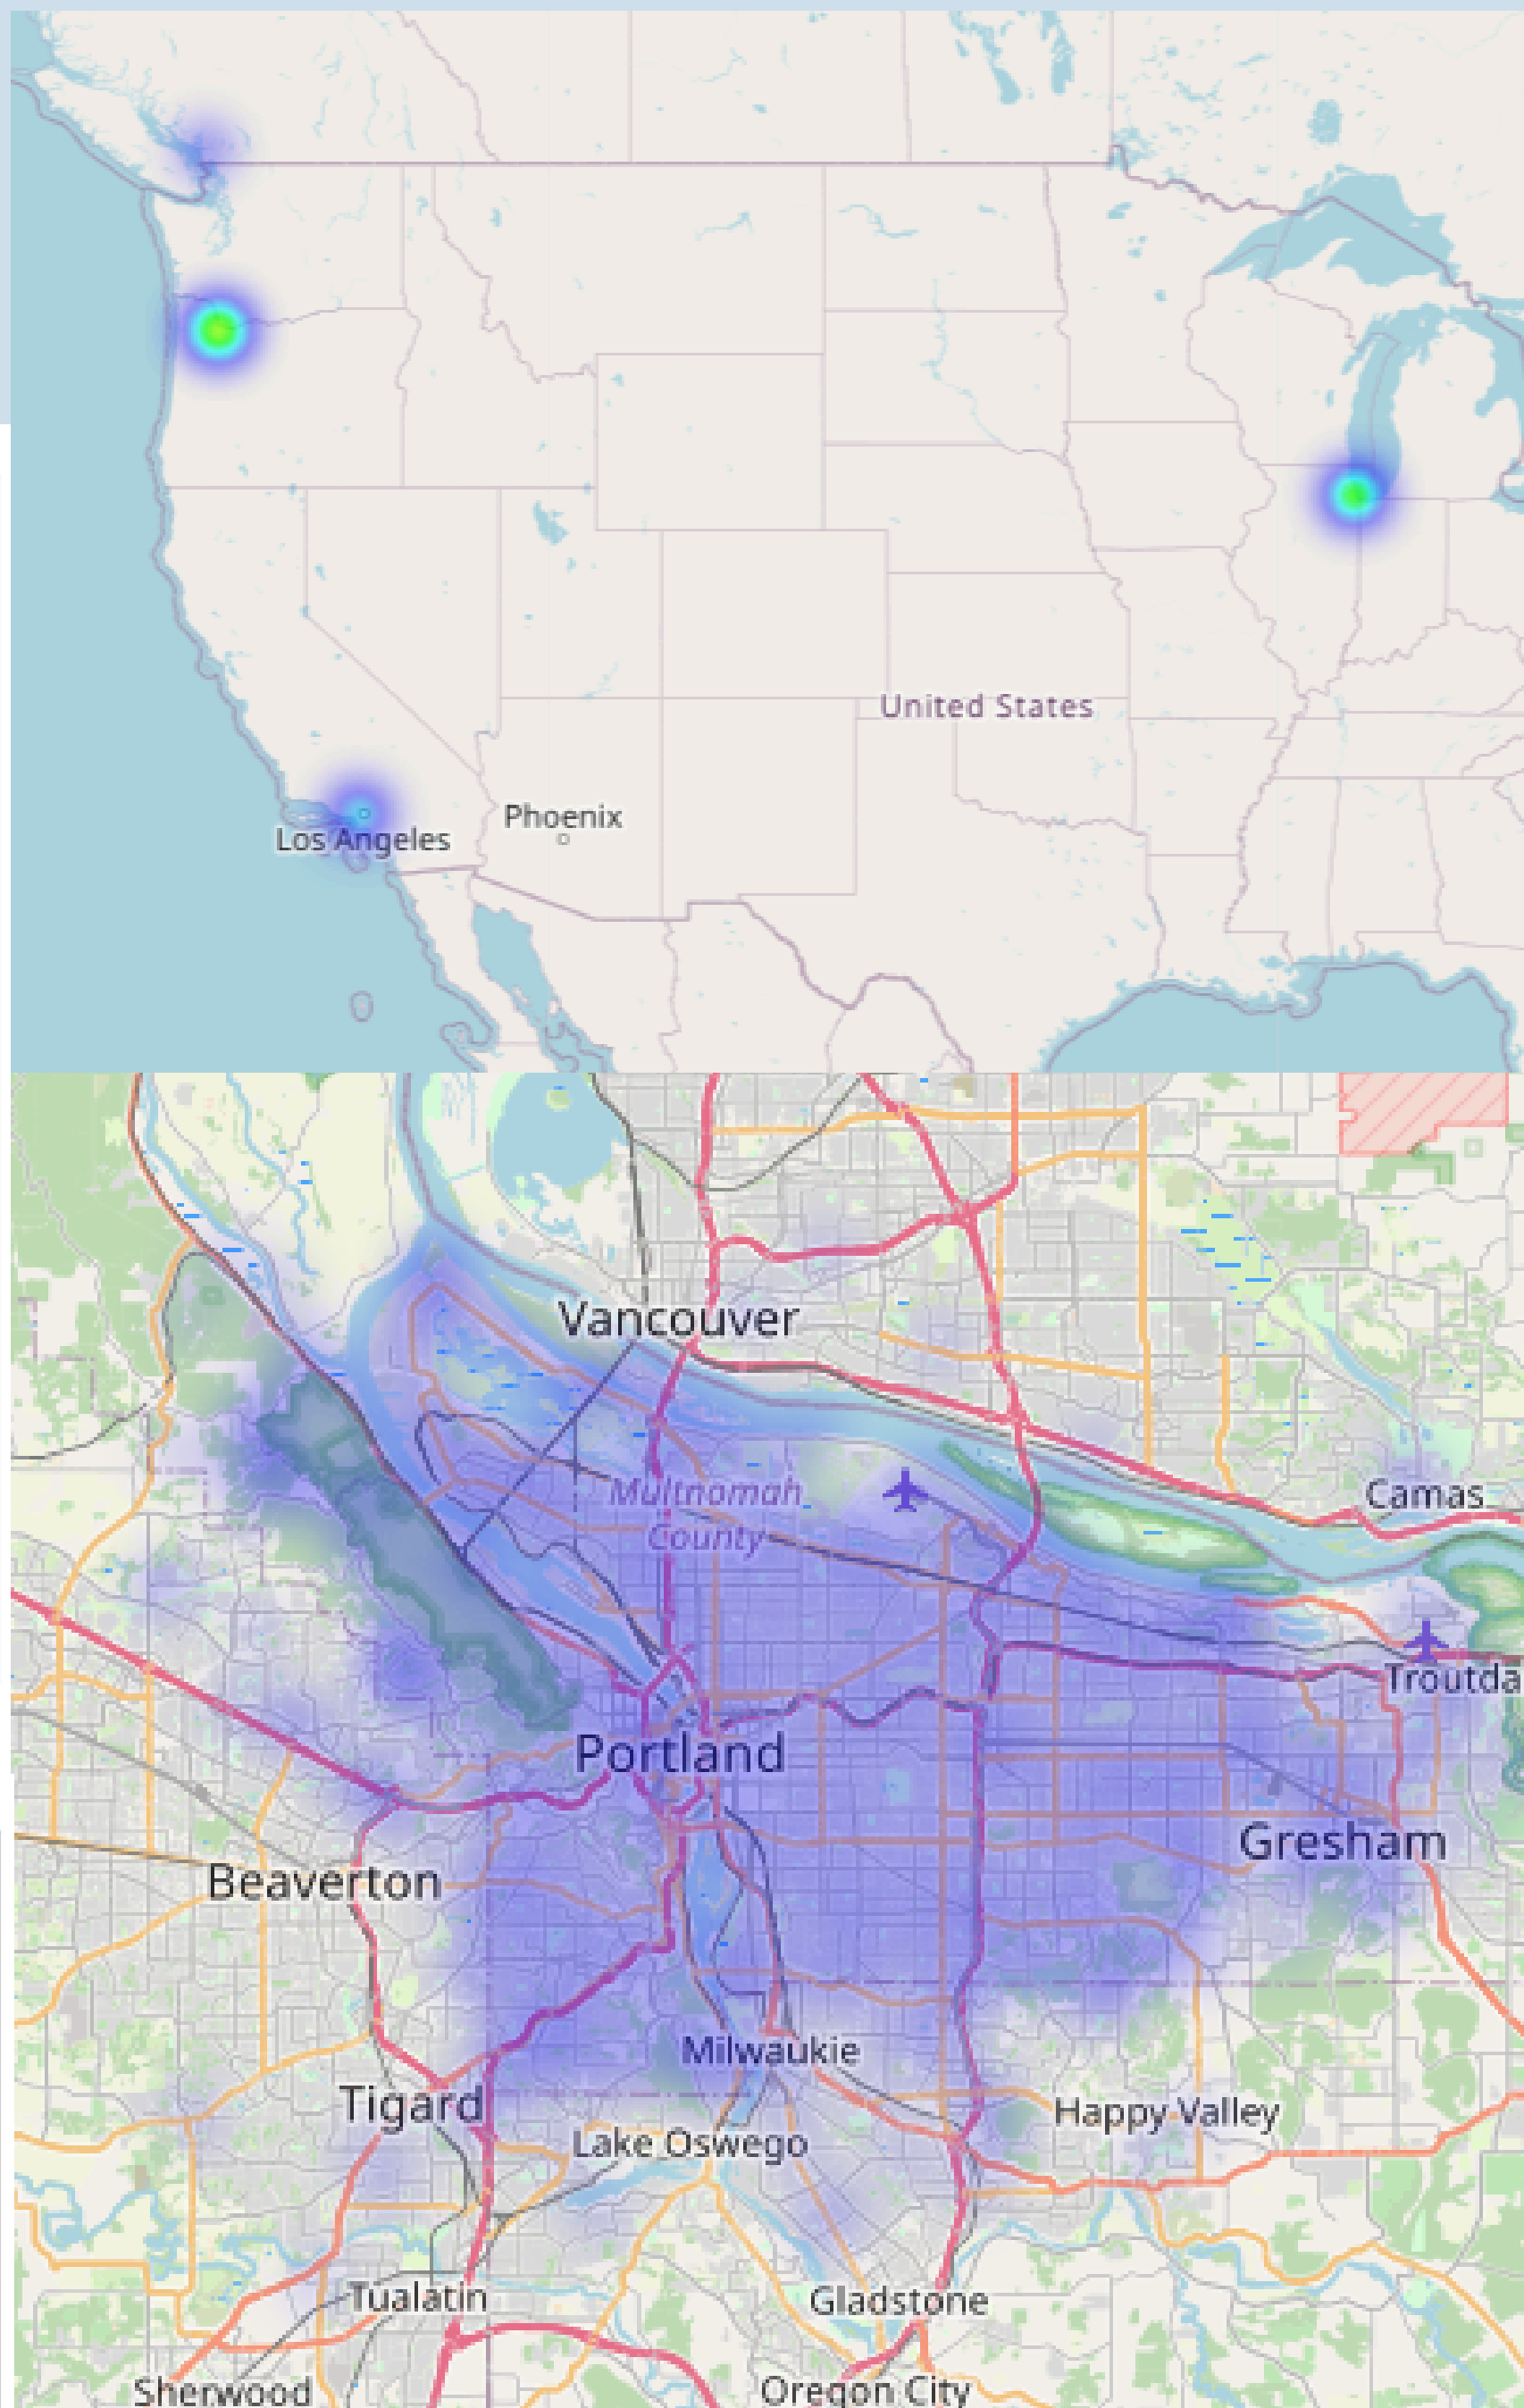 United States
Phoenix
Los Angeles
Vancouver
Multnomah
County
Camas
Troutda
Portland
Gresham
Beaverton
Milwaukie
Tigard
Happy Valley
Lake Oswego
Tualatin
Gladstone
Sherwood
Oregon City